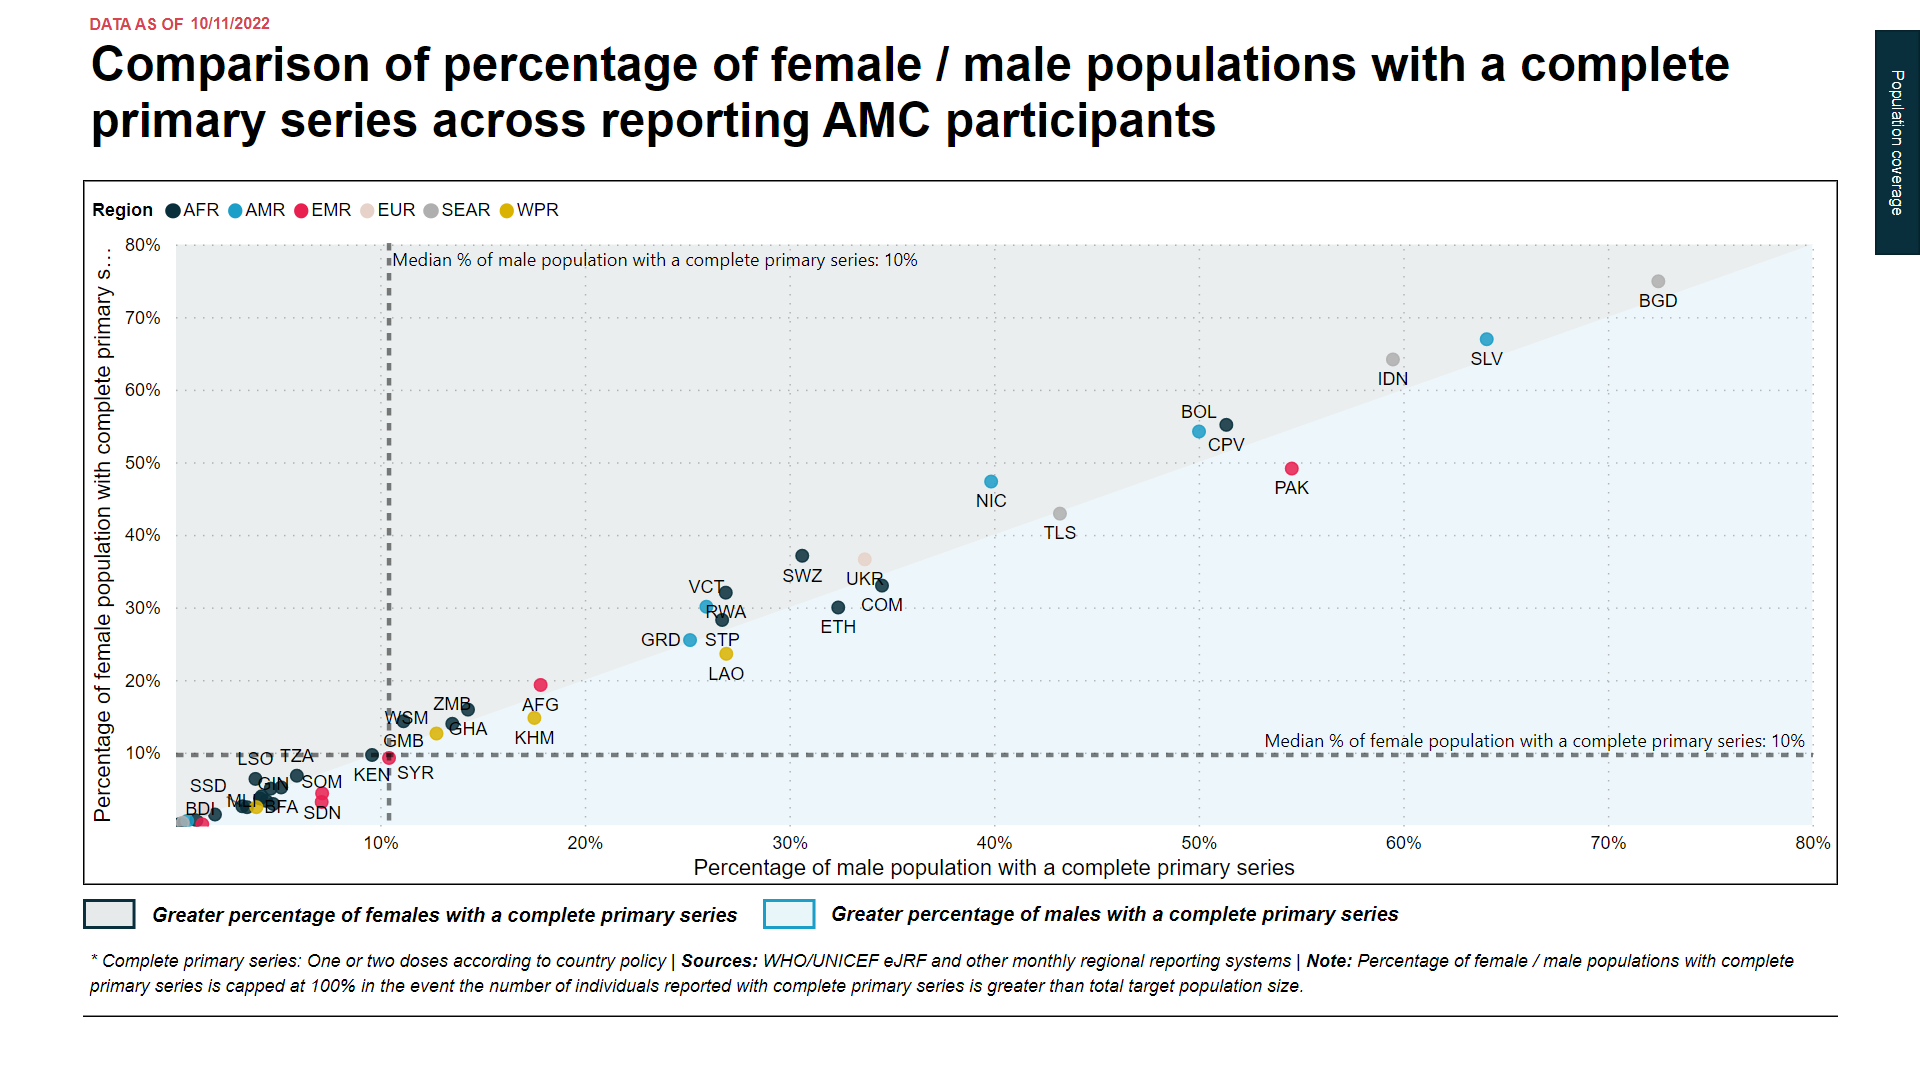 DATA AS OF 10/11/2022
Comparison of percentage of female / male populations with a complete
primary series across reporting AMC participants
Population coverage
Region AFR AMR EMR EUR SEAR WPR
Percentage of female population with complete primary s…
80%
70%
60%
50%
40%
30%
20%
10%
Median % of male population with a complete primary series: 10%
BGD
SLV
IDN
BOL
CPV
PAK
NIC
TLS
SWZ
UKR
COM
ETH
VCT
RWA
GRD STP
LAO
AFG
ZMB
WSM
GHA
KHM
GMB
Median % of female population with a complete primary series: 10%
LSO TZA
KEN SYR
SSD GIN SOM
BDI MLI BFA SDN
10% 20% 30% 40% 50% 60% 70% 80%
Percentage of male population with a complete primary series
Greater percentage of females with a complete primary series
Greater percentage of males with a complete primary series
* Complete primary series: One or two doses according to country policy | Sources: WHO/UNICEF eJRF and other monthly regional reporting systems | Note: Percentage of female / male populations with complete
primary series is capped at 100% in the event the number of individuals reported with complete primary series is greater than total target population size.